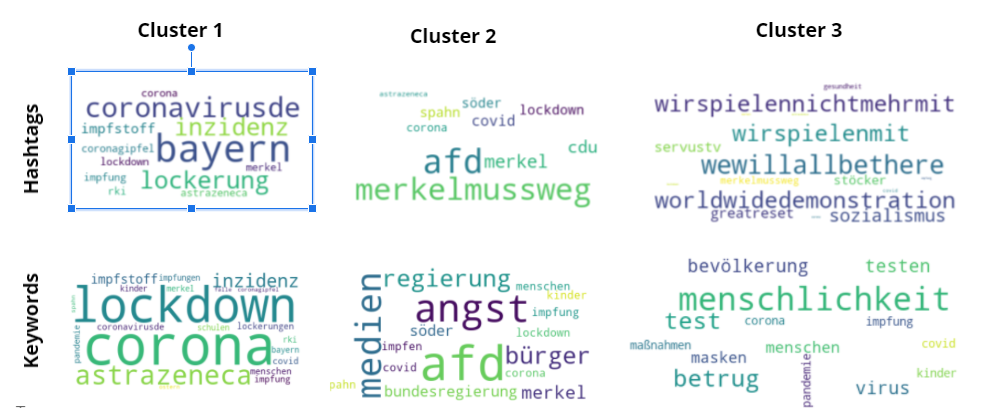 Cluster 1
Cluster 2
Cluster 3
Hashtags
corona
coronavirusde
impfstoff inzidenz
coronagipfel bayern
lockdown merkel
impfung lockerung
rki astrazeneca
astrazeneca
söder
spahn lockdown
corona covid
cdu
afd merkel
merkelmussweg
gesundheit
wirspielennichtmehrmit
wirspielenmit
servustv
wewillallbethere
merkelmussweg stöcker
worldwidedemonstration
greatreset sozialismus
Keywords
impfstoff impfungen inzidenz
kinder merkel
lockdown
coronavirusde schulen lockerungen
pandemie corona rki
bayern
covid
astrazeneca menschen
impfung
regierung menschen
kinder
medien angst impfung
söder lockdown
impfen
covid afd bürger
corona
pahn bundesregierung merkel
bevölkerung testen
menschlichkeit
test corona impfung
maßnahmen menschen covid
masken
betrug pandemie kinder
virus